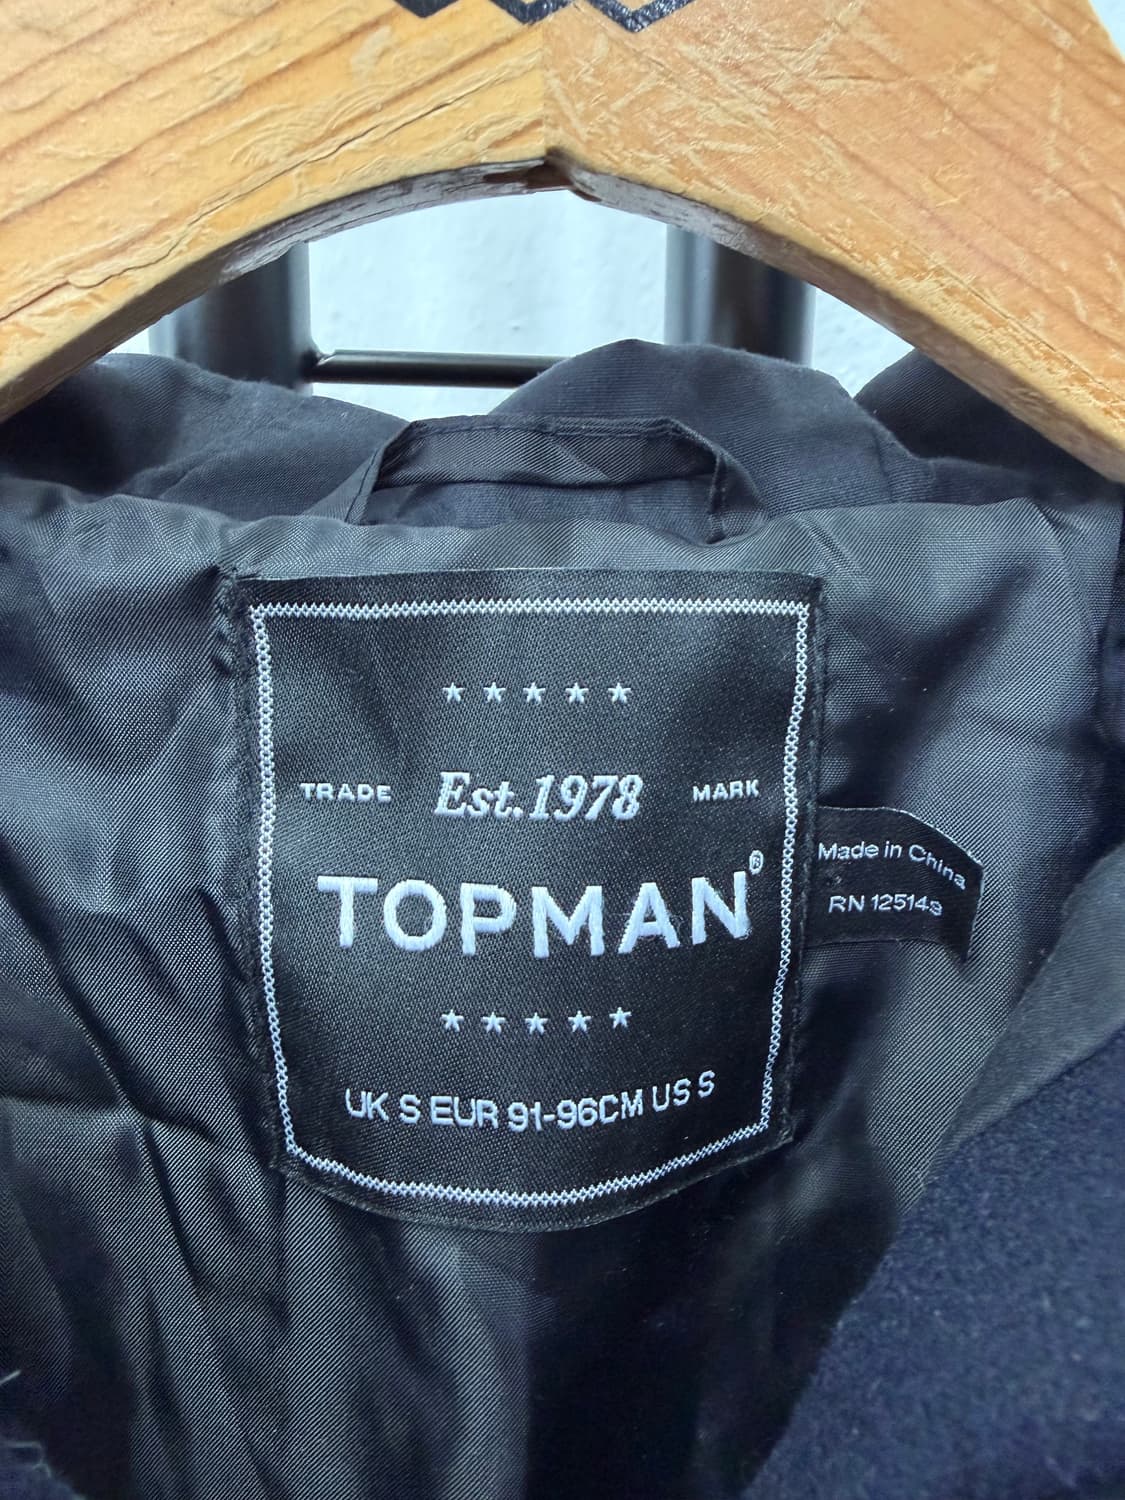 ★★★★★
TRADE Est.1978 MARK
TOPMAN®
★★★★★
UK S EUR 91-96CM US S
Made in China
RN 125149